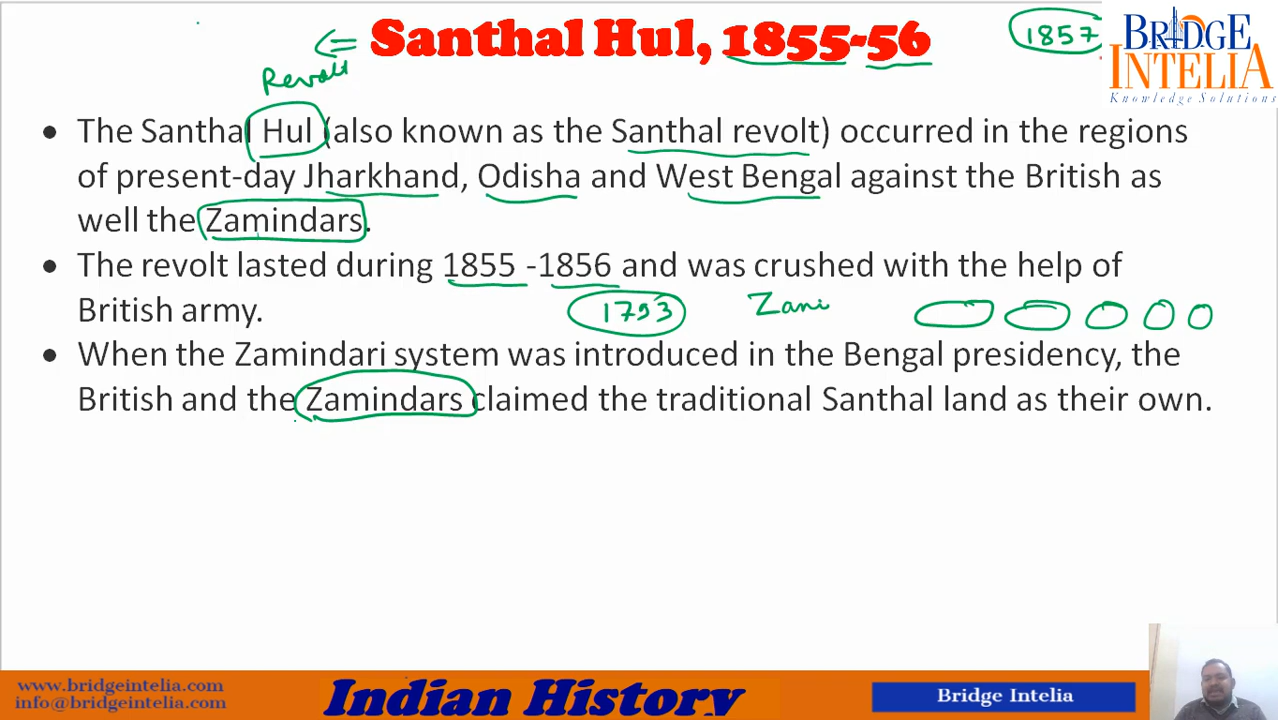 Santhal Hul, 1855-56
1857
BRIDGE
INTELIA
Knowledge Solutions
Revolt
• The Santhal Hul (also known as the Santhal revolt) occurred in the regions
of present-day Jharkhand, Odisha and West Bengal against the British as
well the Zamindars.
• The revolt lasted during 1855 -1856 and was crushed with the help of
British army.
1793 Zami
• When the Zamindari system was introduced in the Bengal presidency, the
British and the Zamindars claimed the traditional Santhal land as their own.
www.bridgeintelia.com
info@bridgeintelia.com
Indian History
Bridge Intelia